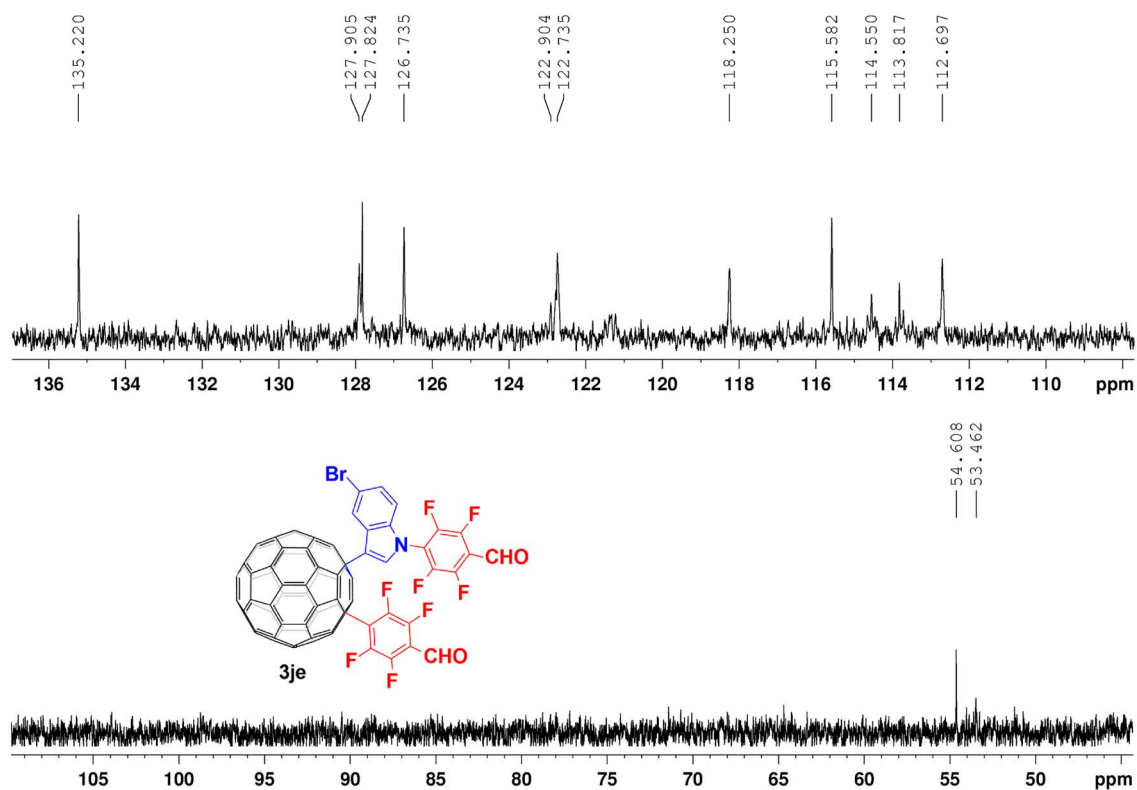 135.220
127.905
127.824
126.735
122.904
122.735
118.250
115.582
114.550
113.817
112.697
136 134 132 130 128 126 124 122 120 118 116 114 112 110 ppm
54.608
53.462
Br
F F
N CHO
F F
F F
CHO
F F
3je
105 100 95 90 85 80 75 70 65 60 55 50 ppm